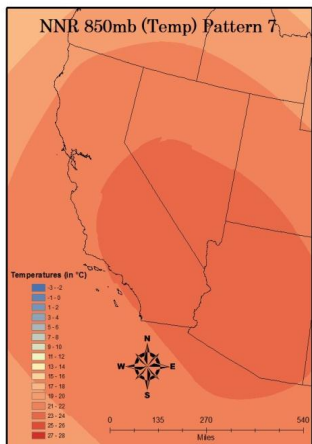 NNR 850mb (Temp) Pattern 7
Temperatures (in °C)
-3 - -2
-1 - 0
1 - 2
3 - 4
5 - 6
7 - 8
9 - 10
11 - 12
13 - 14
15 - 16
17 - 18
19 - 20
21 - 22
23 - 24
25 - 26
27 - 28
N
W E
S
0 135 270 540
Miles